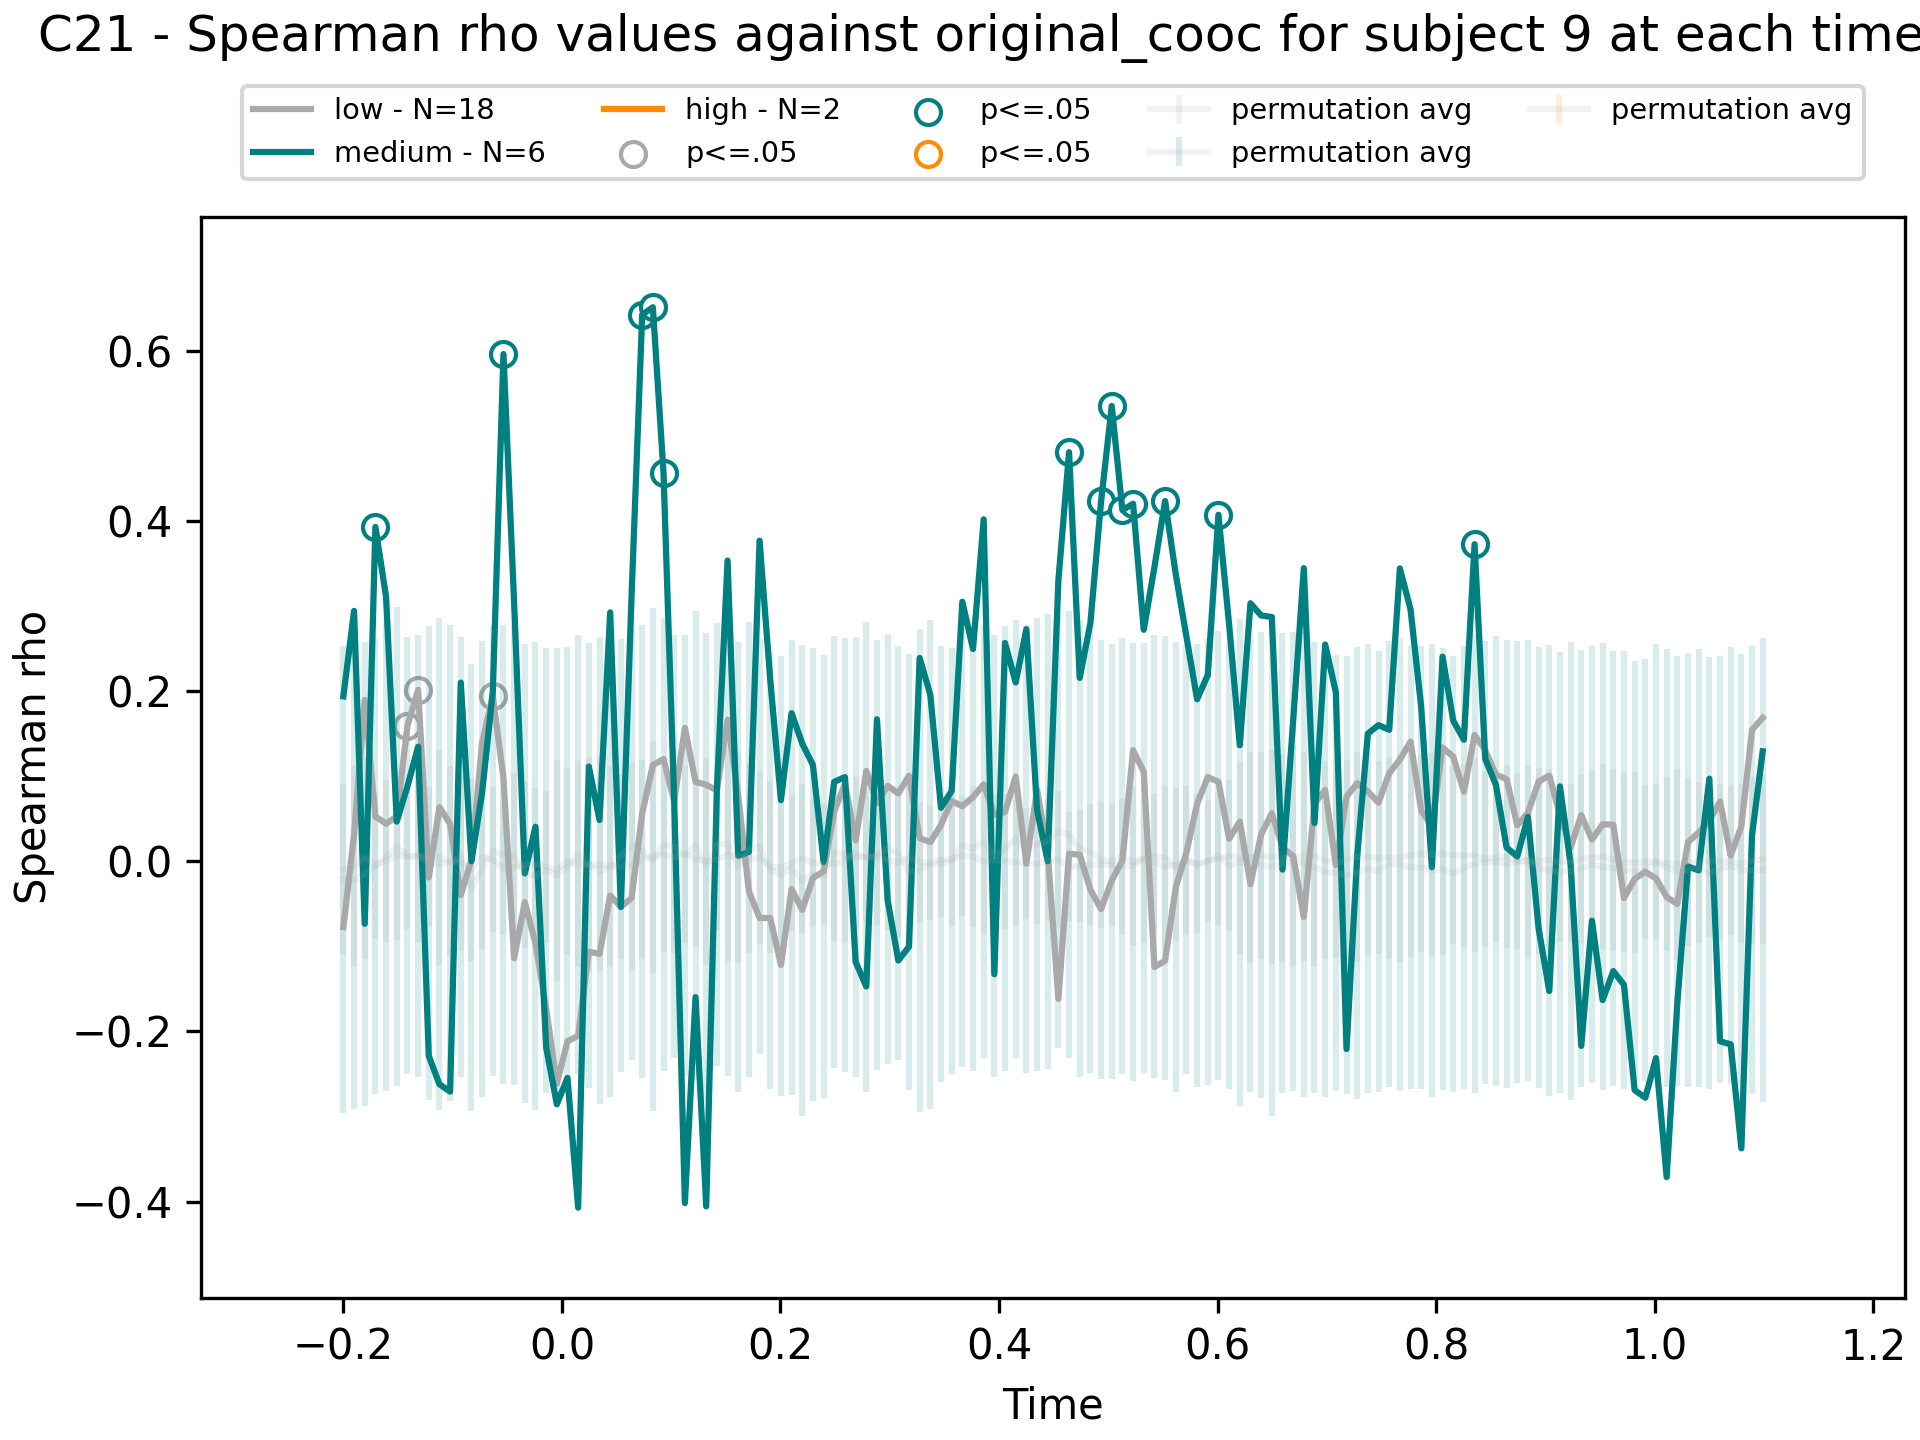 C21 - Spearman rho values against original_cooc for subject 9 at each time
low - N=18
medium - N=6
high - N=2
p<=.05
p<=.05
p<=.05
permutation avg
permutation avg
permutation avg
Spearman rho
0.6
0.4
0.2
0.0
−0.2
−0.4
−0.2
0.0
0.2
0.4
0.6
0.8
1.0
1.2
Time